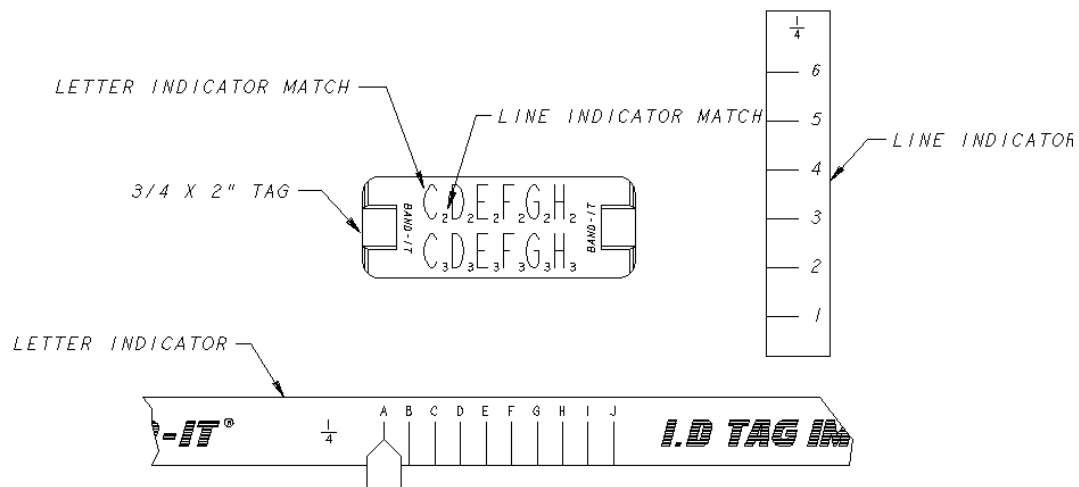 1/4
6
5
4
3
2
1
LINE INDICATOR
LETTER INDICATOR MATCH
LINE INDICATOR MATCH
3/4 X 2" TAG
BAND-IT
C₂D₂E₂F₂G₂H₂
C₃D₃E₃F₃G₃H₃
BAND-IT
LETTER INDICATOR
-IT®
1/4
A B C D E F G H I J
I.D TAG IM